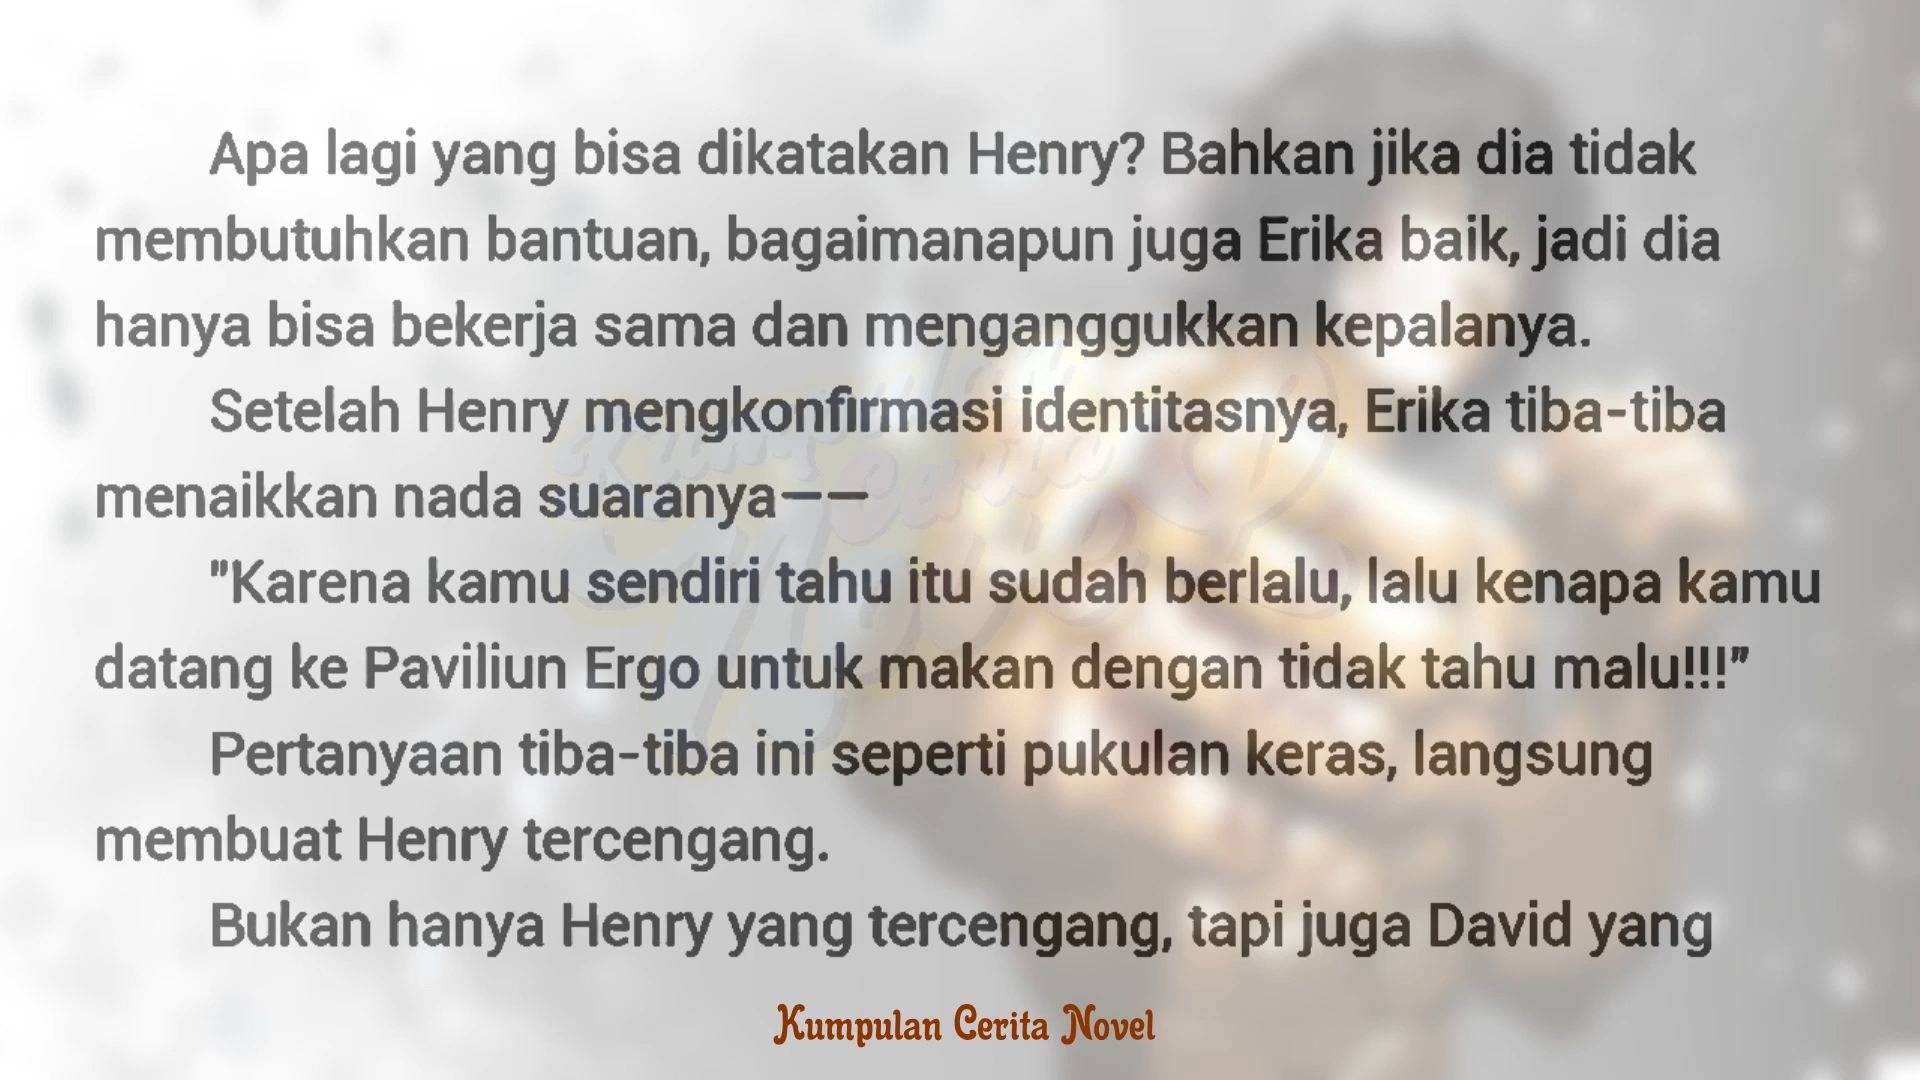 Apa lagi yang bisa dikatakan Henry? Bahkan jika dia tidak
membutuhkan bantuan, bagaimanapun juga Erika baik, jadi dia
hanya bisa bekerja sama dan menganggukkan kepalanya.
Setelah Henry mengkonfirmasi identitasnya, Erika tiba-tiba
menaikkan nada suaranya——
"Karena kamu sendiri tahu itu sudah berlalu, lalu kenapa kamu
datang ke Paviliun Ergo untuk makan dengan tidak tahu malu!!!"
Pertanyaan tiba-tiba ini seperti pukulan keras, langsung
membuat Henry tercengang.
Bukan hanya Henry yang tercengang, tapi juga David yang
Kumpulan Cerita Novel
Kumpulan
Cerita
Novel